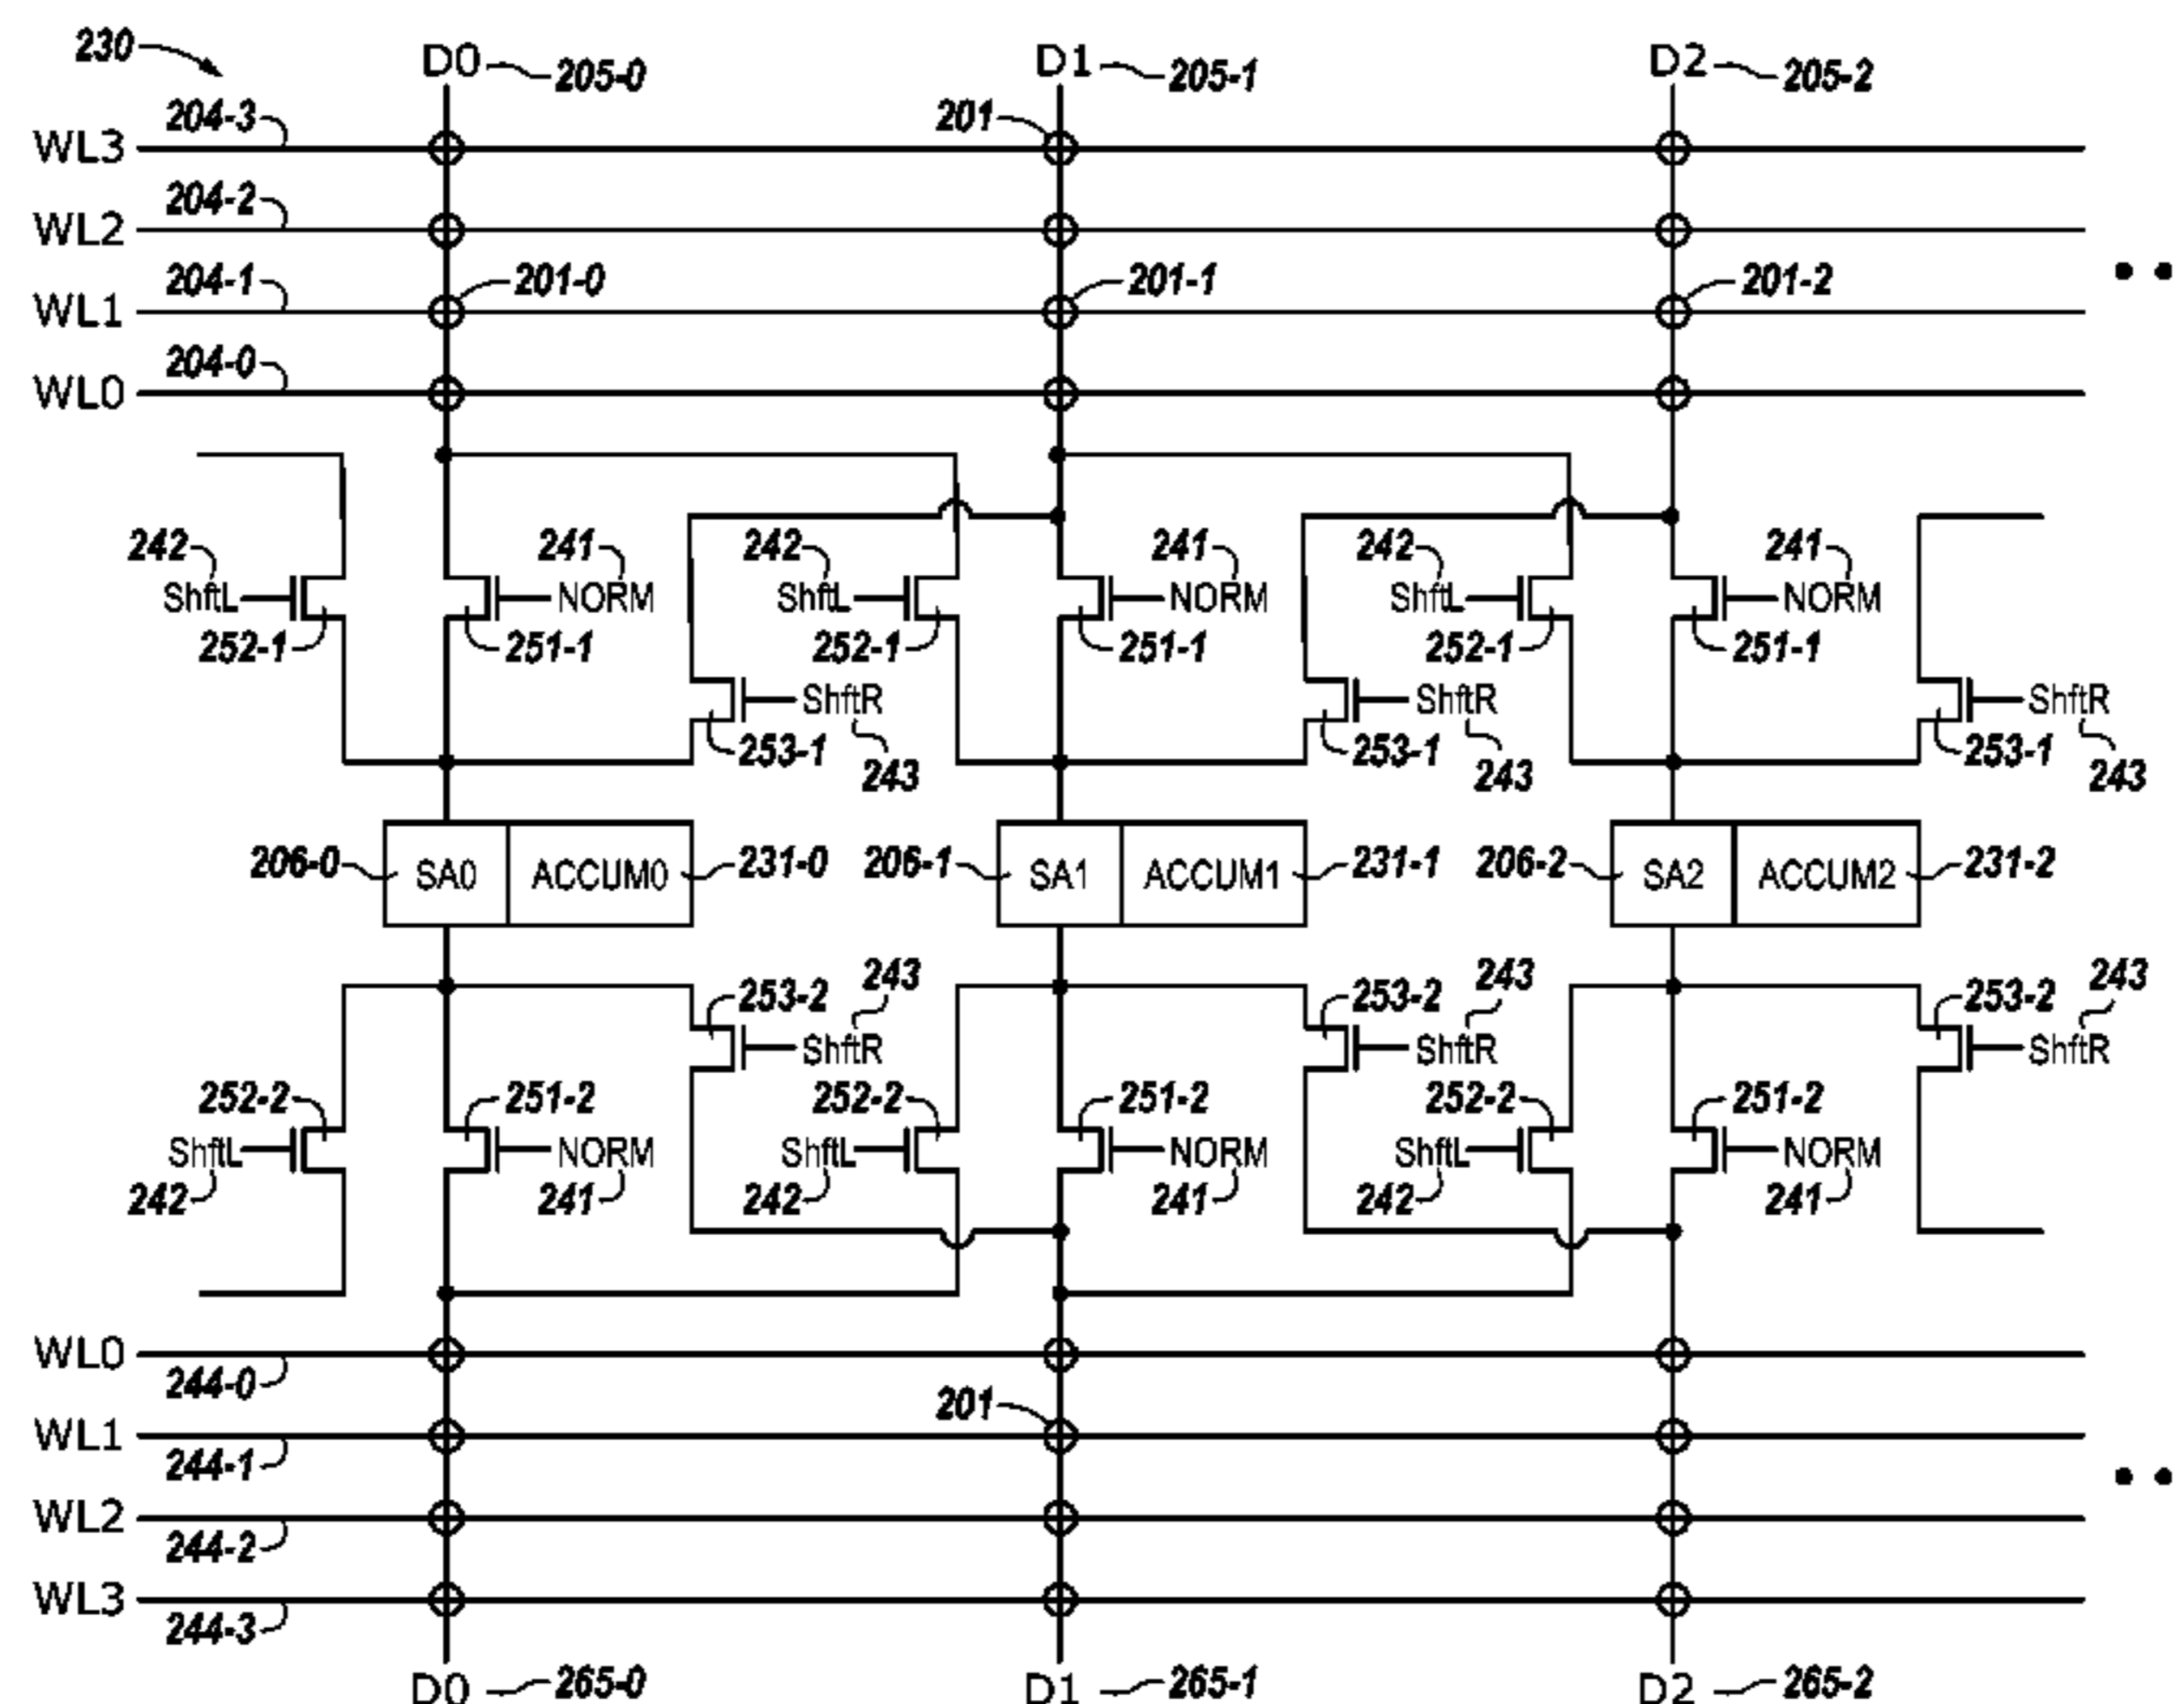 230 D0 205-0 D1 205-1 D2 205-2
WL3 204-3 201
WL2 204-2
WL1 204-1 201-0 201-1 201-2
WL0 204-0
242 241 242 241 242 241
ShftL NORM ShftL NORM ShftL NORM
252-1 251-1 252-1 251-1 252-1 251-1
ShftR ShftR ShftR
253-1 253-1 253-1
243 243 243
206-0 SA0 ACCUM0 231-0 206-1 SA1 ACCUM1 231-1 206-2 SA2 ACCUM2 231-2
243 243 243
253-2 253-2 253-2
ShftR ShftR ShftR
252-2 251-2 252-2 251-2 252-2 251-2
ShftL NORM ShftL NORM ShftL NORM
242 241 242 241 242 241
WL0
244-0
201
WL1
244-1
WL2
244-2
WL3
244-3
D0 265-0 D1 265-1 D2 265-2